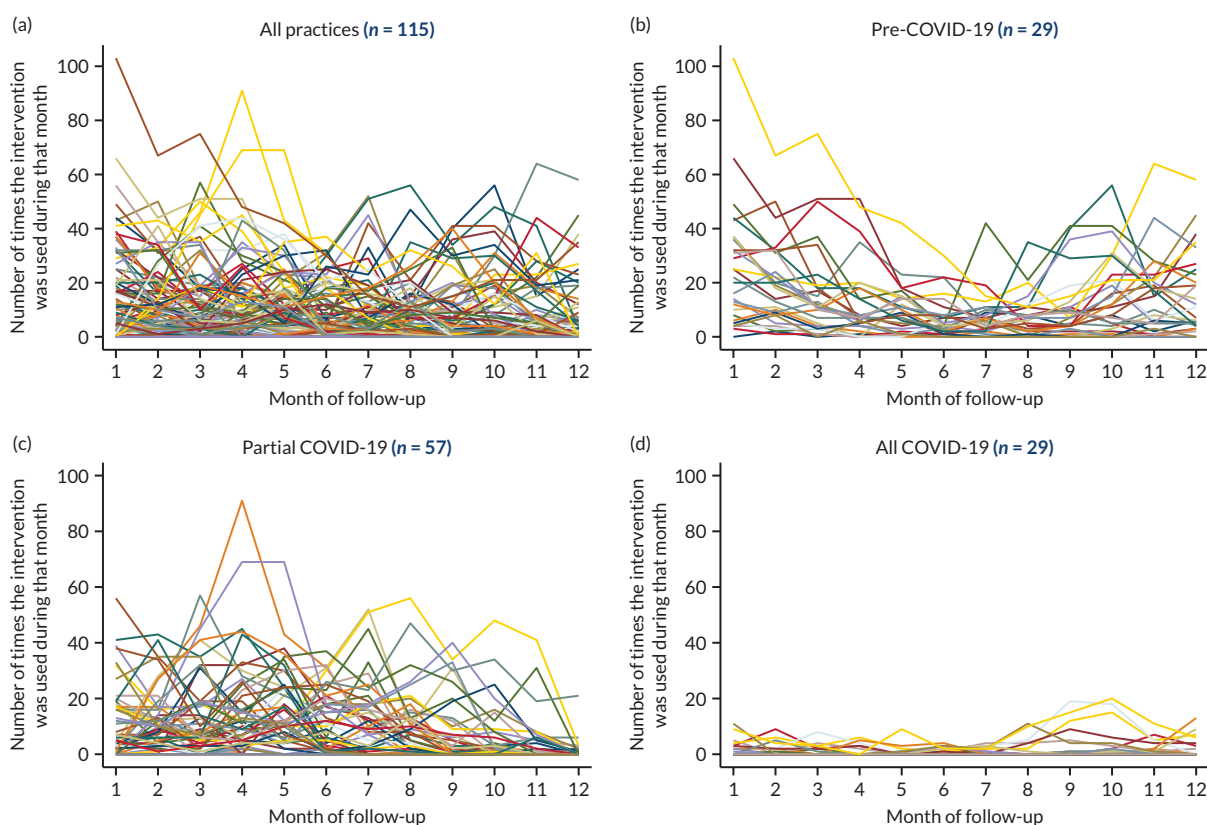 (a)
All practices (n = 115)
Number of times the intervention
was used during that month
100
80
60
40
20
0
1 2 3 4 5 6 7 8 9 10 11 12
Month of follow-up
(b)
Pre-COVID-19 (n = 29)
Number of times the intervention
was used during that month
100
80
60
40
20
0
1 2 3 4 5 6 7 8 9 10 11 12
Month of follow-up
(c)
Partial COVID-19 (n = 57)
Number of times the intervention
was used during that month
100
80
60
40
20
0
1 2 3 4 5 6 7 8 9 10 11 12
Month of follow-up
(d)
All COVID-19 (n = 29)
Number of times the intervention
was used during that month
100
80
60
40
20
0
1 2 3 4 5 6 7 8 9 10 11 12
Month of follow-up